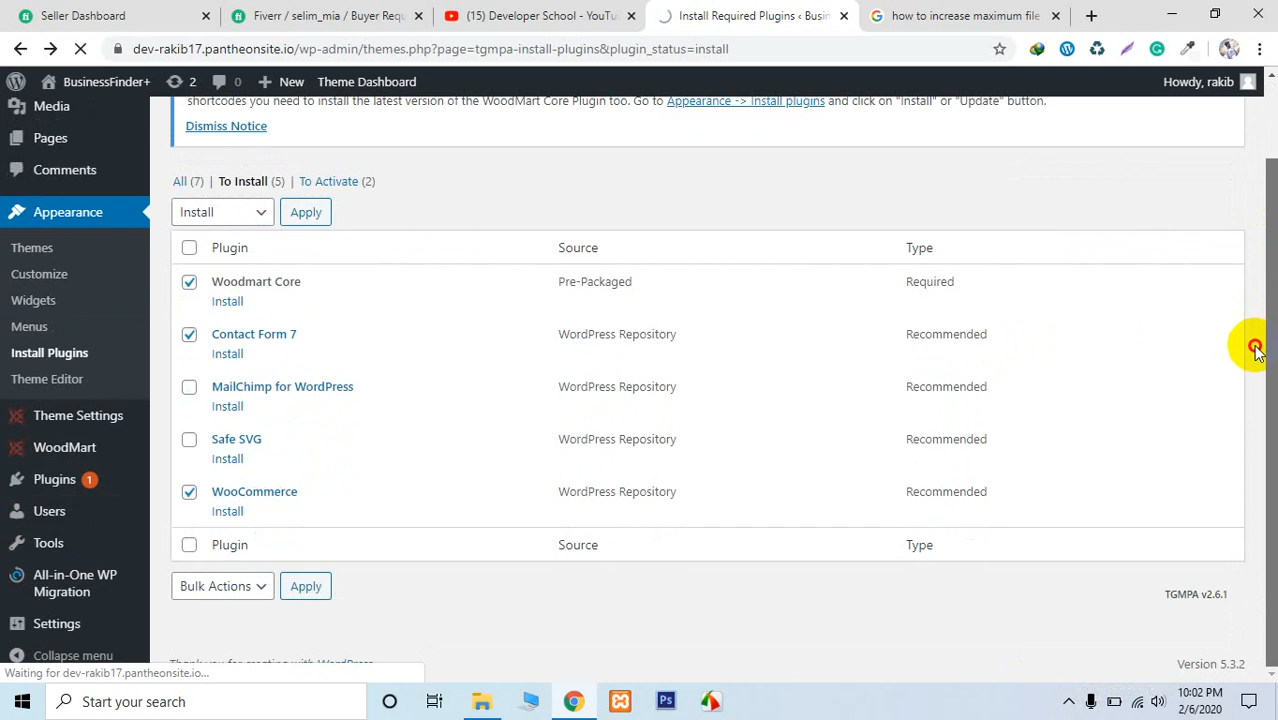 Seller Dashboard
Fiverr / selim_mia / Buyer Requ
(15) Developer School - YouTu
Install Required Plugins ‹ Busin
how to increase maximum file
dev-rakib17.pantheonsite.io/wp-admin/themes.php?page=tgmpa-install-plugins&plugin_status=install
BusinessFinder+ 2 0 New Theme Dashboard Howdy, rakib
Media
Pages
Comments
Appearance
Themes
Customize
Widgets
Menus
Install Plugins
Theme Editor
Theme Settings
WoodMart
Plugins 1
Users
Tools
All-in-One WP
Migration
Settings
Collapse menu
shortcodes you need to install the latest version of the WoodMart Core Plugin too. Go to Appearance -> Install plugins and click on "Install" or "Update" button.
Dismiss Notice
All (7) | To Install (5) | To Activate (2)
Install Apply
Plugin Source Type
Woodmart Core Pre-Packaged Required
Install
Contact Form 7 WordPress Repository Recommended
Install
MailChimp for WordPress WordPress Repository Recommended
Install
Safe SVG WordPress Repository Recommended
Install
WooCommerce WordPress Repository Recommended
Install
Plugin Source Type
Bulk Actions Apply
TGMPA v2.6.1
Thank you for creating with WordPress
Version 5.3.2
Waiting for dev-rakib17.pantheonsite.io...
Start your search
Ps
10:02 PM
2/6/2020